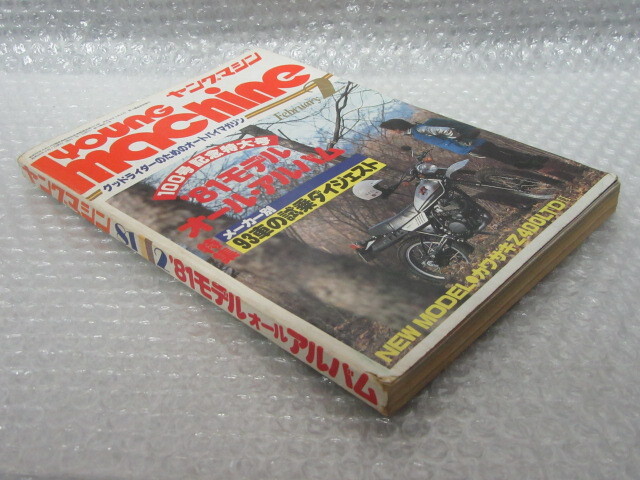 ヤングマシン
young
machine
グッドライダーのためのオートバイマガジン
February
100号記念特大号
'81モデル
オールアルバム
特集
メーカー別
93車の試乗ダイジェスト
NEW MODEL★カワサキZ400LTD!
ヤングマシン 81 2 '81モデルオールアルバム